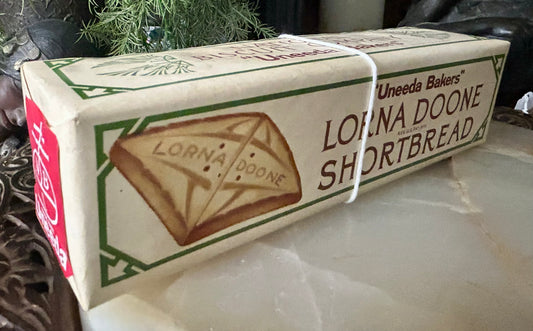 "Uneeda Bakers"
"Uneeda Bakers"
LORNA DOONE
SHORTBREAD
LORNA DOONE
Uneeda